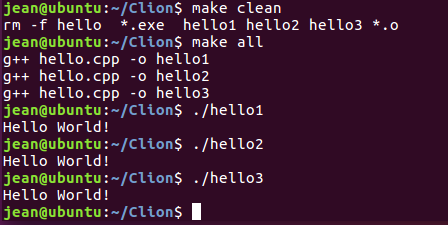 jean@ubuntu:~/Clion$ make clean
rm -f hello  *.exe  hello1 hello2 hello3 *.o
jean@ubuntu:~/Clion$ make all
g++ hello.cpp -o hello1
g++ hello.cpp -o hello2
g++ hello.cpp -o hello3
jean@ubuntu:~/Clion$ ./hello1
Hello World!
jean@ubuntu:~/Clion$ ./hello2
Hello World!
jean@ubuntu:~/Clion$ ./hello3
Hello World!
jean@ubuntu:~/Clion$